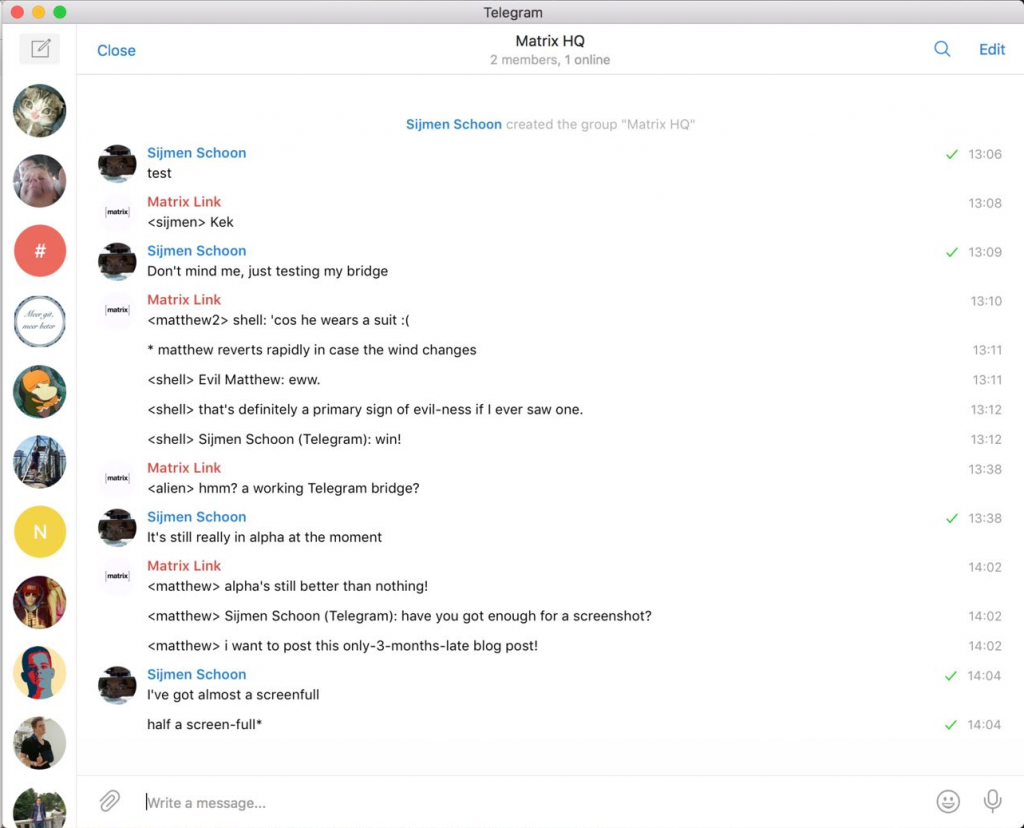 Telegram
Close
Matrix HQ
2 members, 1 online
Edit
Sijmen Schoon created the group "Matrix HQ"
Sijmen Schoon
13:06
test
Matrix Link
13:08
[matrix]
<sijmen> Kek
Sijmen Schoon
13:09
Don't mind me, just testing my bridge
#
Matrix Link
13:10
[matrix]
<matthew2> shell: 'cos he wears a suit :(
Meer git,
meer beter
* matthew reverts rapidly in case the wind changes
13:11
<shell> Evil Matthew: eww.
13:11
<shell> that's definitely a primary sign of evil-ness if I ever saw one.
13:12
<shell> Sijmen Schoon (Telegram): win!
13:12
Matrix Link
13:38
[matrix]
<alien> hmm? a working Telegram bridge?
Sijmen Schoon
13:38
It's still really in alpha at the moment
N
Matrix Link
14:02
[matrix]
<matthew> alpha's still better than nothing!
<matthew> Sijmen Schoon (Telegram): have you got enough for a screenshot?
14:02
<matthew> i want to post this only-3-months-late blog post!
14:02
Sijmen Schoon
14:04
I've got almost a screenfull
half a screen-full*
14:04
Write a message...